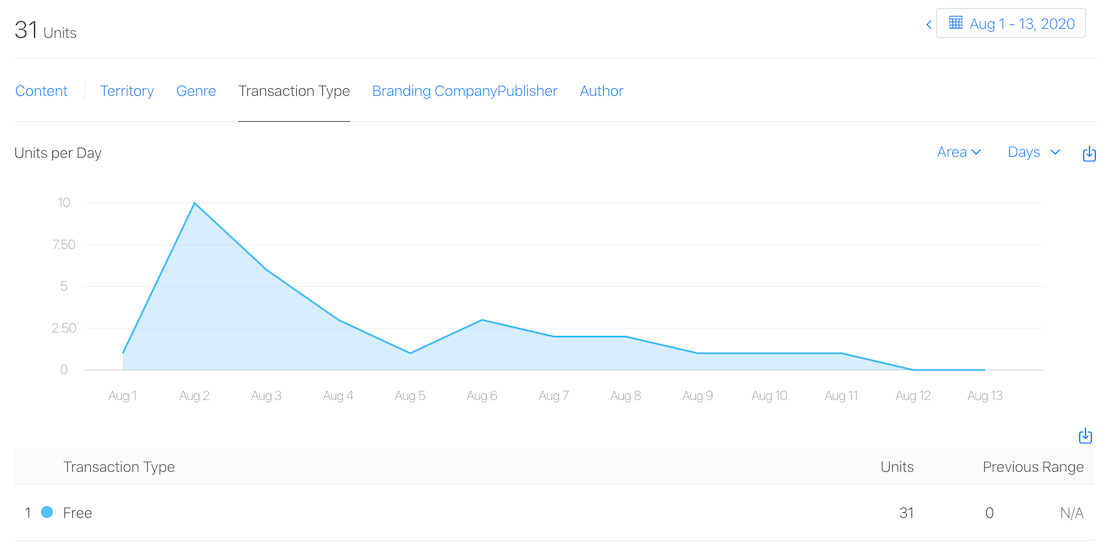 31 Units
Aug 1 - 13, 2020
Content Territory Genre Transaction Type Branding CompanyPublisher Author
Units per Day
Area Days
10
7.50
5
2.50
0
Aug 1 Aug 2 Aug 3 Aug 4 Aug 5 Aug 6 Aug 7 Aug 8 Aug 9 Aug 10 Aug 11 Aug 12 Aug 13
Transaction Type Units Previous Range
1 Free 31 0 N/A